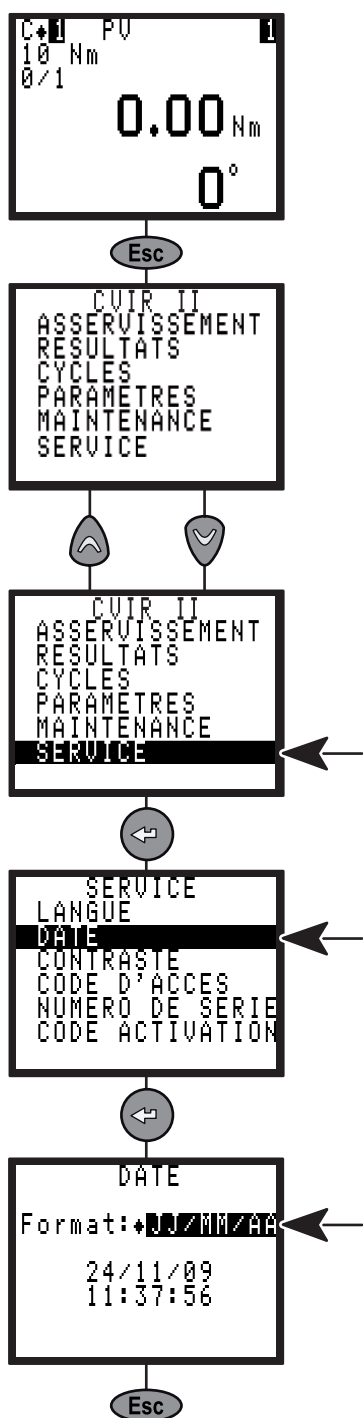 C♦1 PV 1
10 Nm
0/1
0.00 Nm
0°
Esc
CVIR II
ASSERVISSEMENT
RESULTATS
CYCLES
PARAMETRES
MAINTENANCE
SERVICE
CVIR II
ASSERVISSEMENT
RESULTATS
CYCLES
PARAMETRES
MAINTENANCE
SERVICE
SERVICE
LANGUE
DATE
CONTRASTE
CODE D'ACCES
NUMERO DE SERIE
CODE ACTIVATION
DATE
Format:♦JJ/MM/AA
24/11/09
11:37:56
Esc